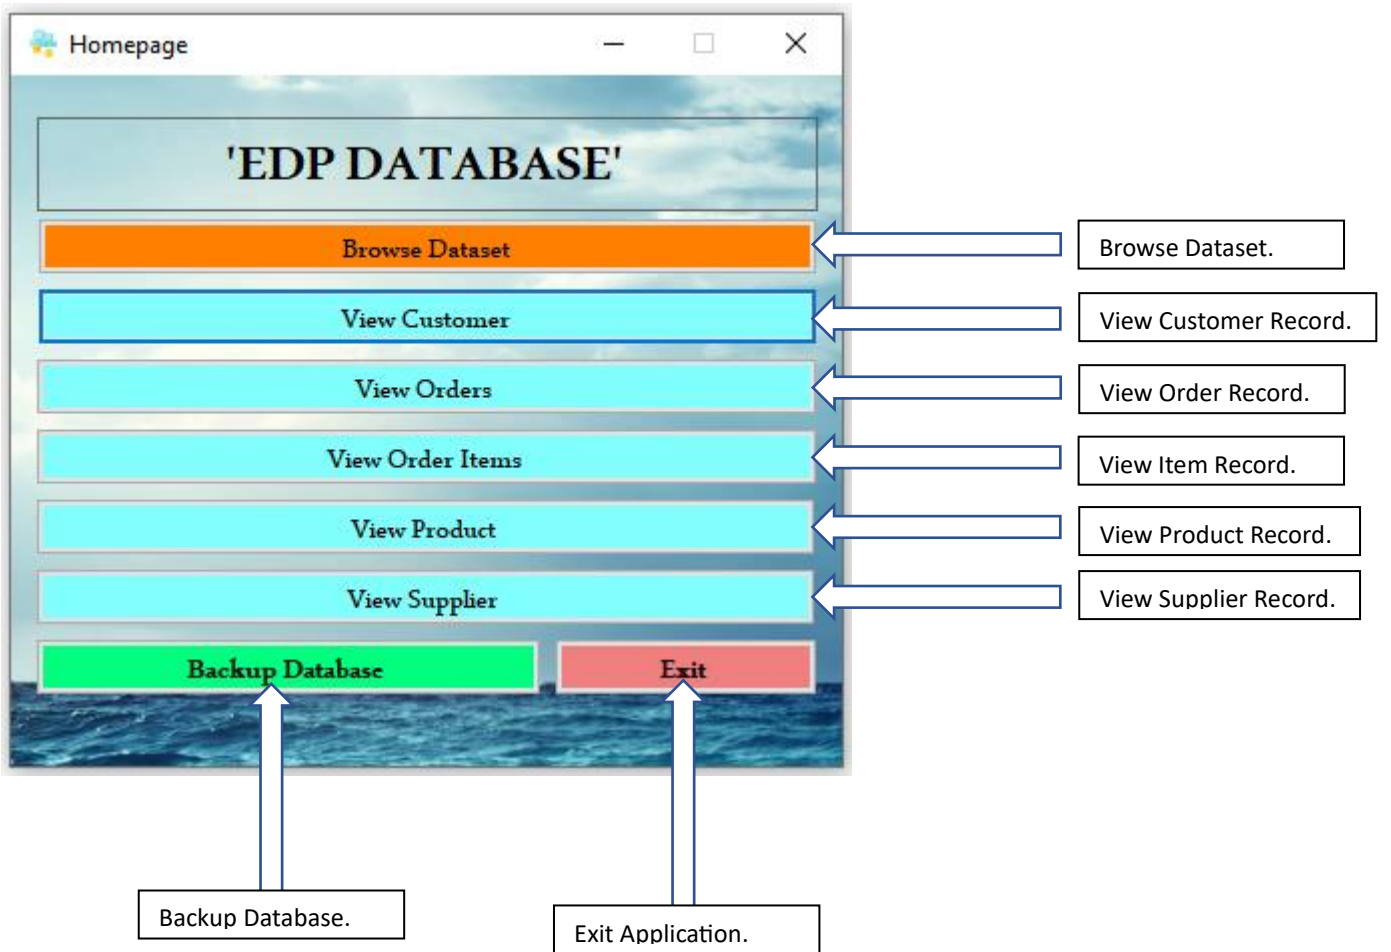 Homepage
'EDP DATABASE'
Browse Dataset
Browse Dataset.
View Customer
View Customer Record.
View Orders
View Order Record.
View Order Items
View Item Record.
View Product
View Product Record.
View Supplier
View Supplier Record.
Backup Database
Exit
Backup Database.
Exit Application.